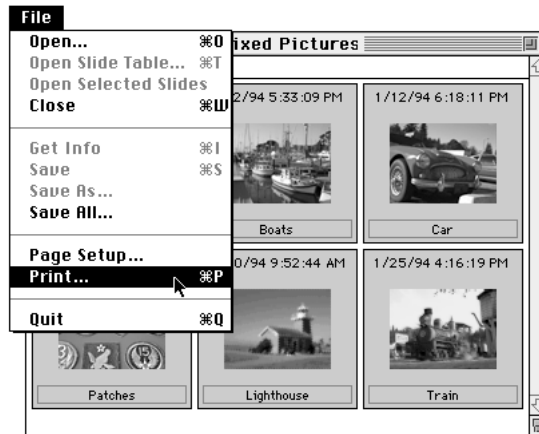 File
Open... ⌘O
Open Slide Table... ⌘T
Open Selected Slides
Close ⌘W
Get Info ⌘I
Save ⌘S
Save As...
Save All...
Page Setup...
Print... ⌘P
Quit ⌘Q
ixed Pictures
2/94 5:33:09 PM
1/12/94 6:18:11 PM
Boats
Car
0/94 9:52:44 AM
1/25/94 4:16:19 PM
Patches
Lighthouse
Train